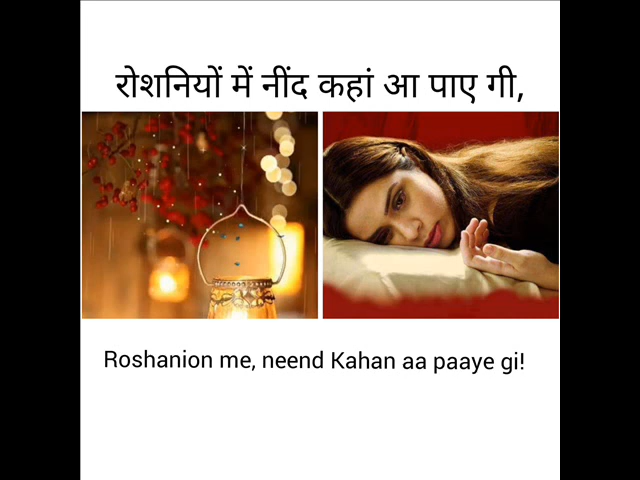 रोशनियों में नींद कहां आ पाए गी,
Roshanion me, neend Kahan aa paaye gi!